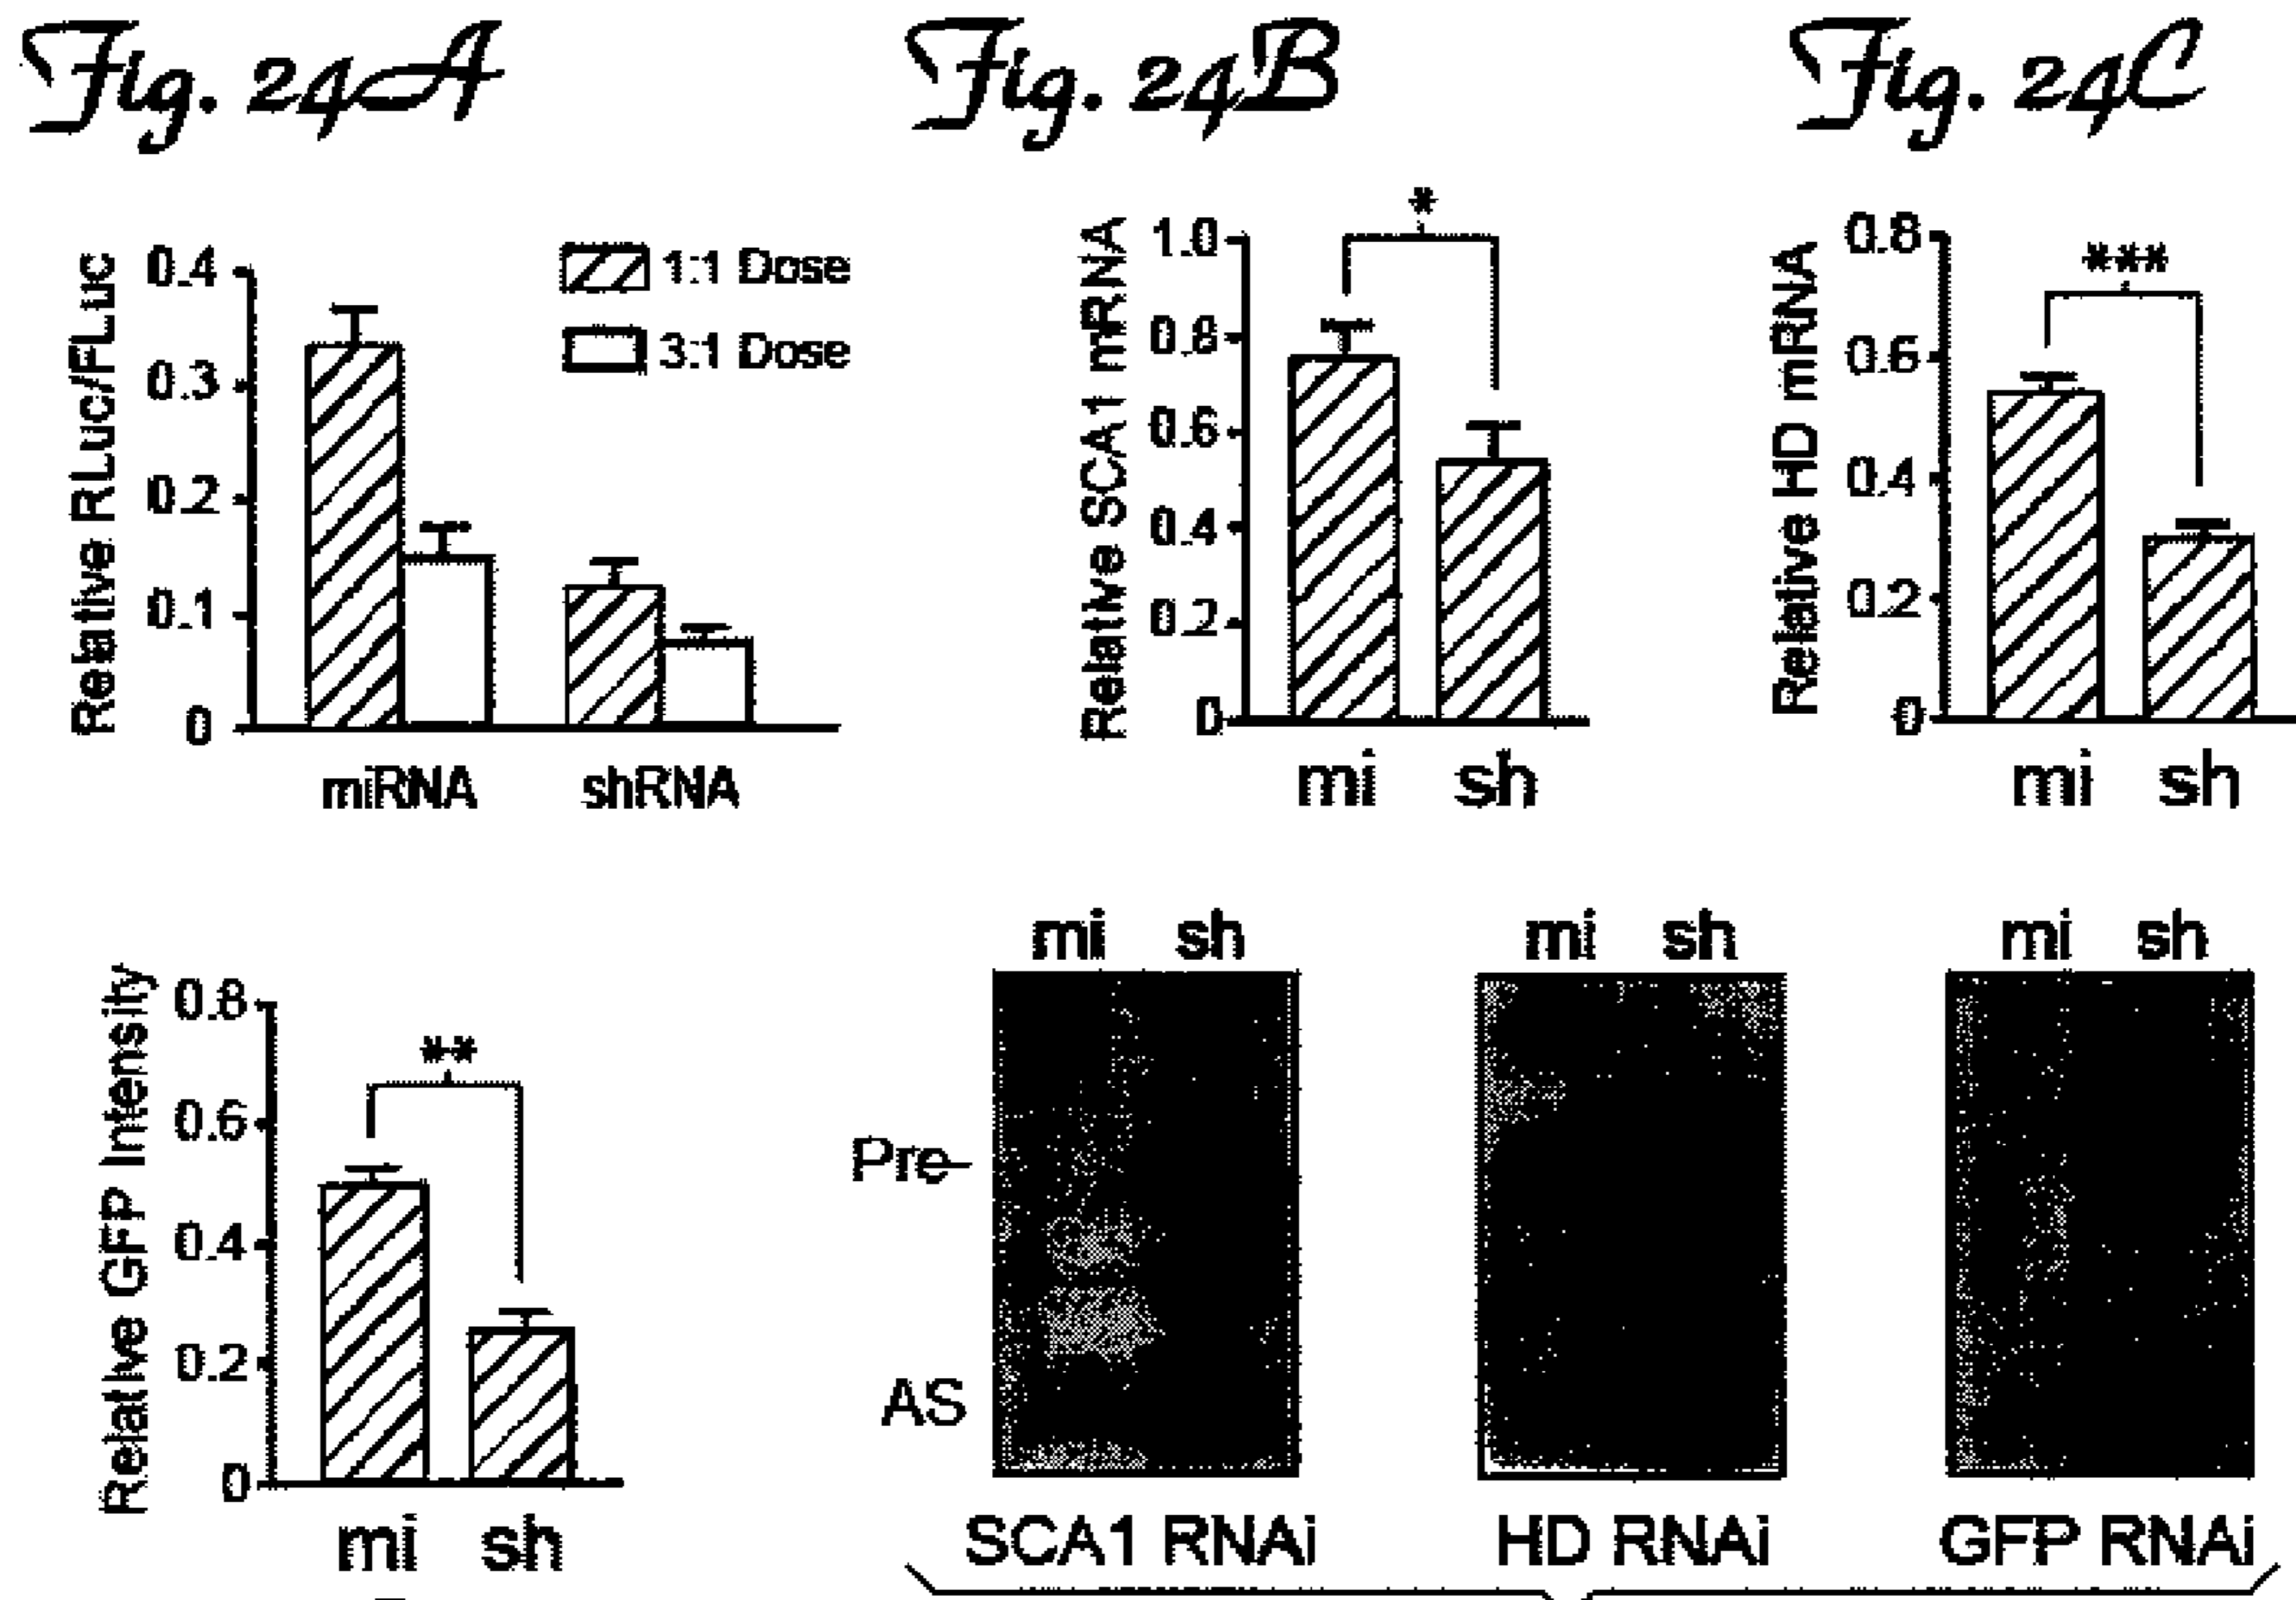 Fig. 24A
Fig. 24B
Fig. 24C
Relative RLuc/FLuc
0.4
0.3
0.2
0.1
0
1:1 Dose
3:1 Dose
miRNA shRNA
Relative SCA1 mRNA
1.0
0.8
0.6
0.4
0.2
0
*
mi sh
Relative HD mRNA
0.8
0.6
0.4
0.2
0
***
mi sh
Relative GFP Intensity
0.8
0.6
0.4
0.2
0
**
mi sh
mi sh
mi sh
mi sh
Pre-
AS
SCA1 RNAi
HD RNAi
GFP RNAi